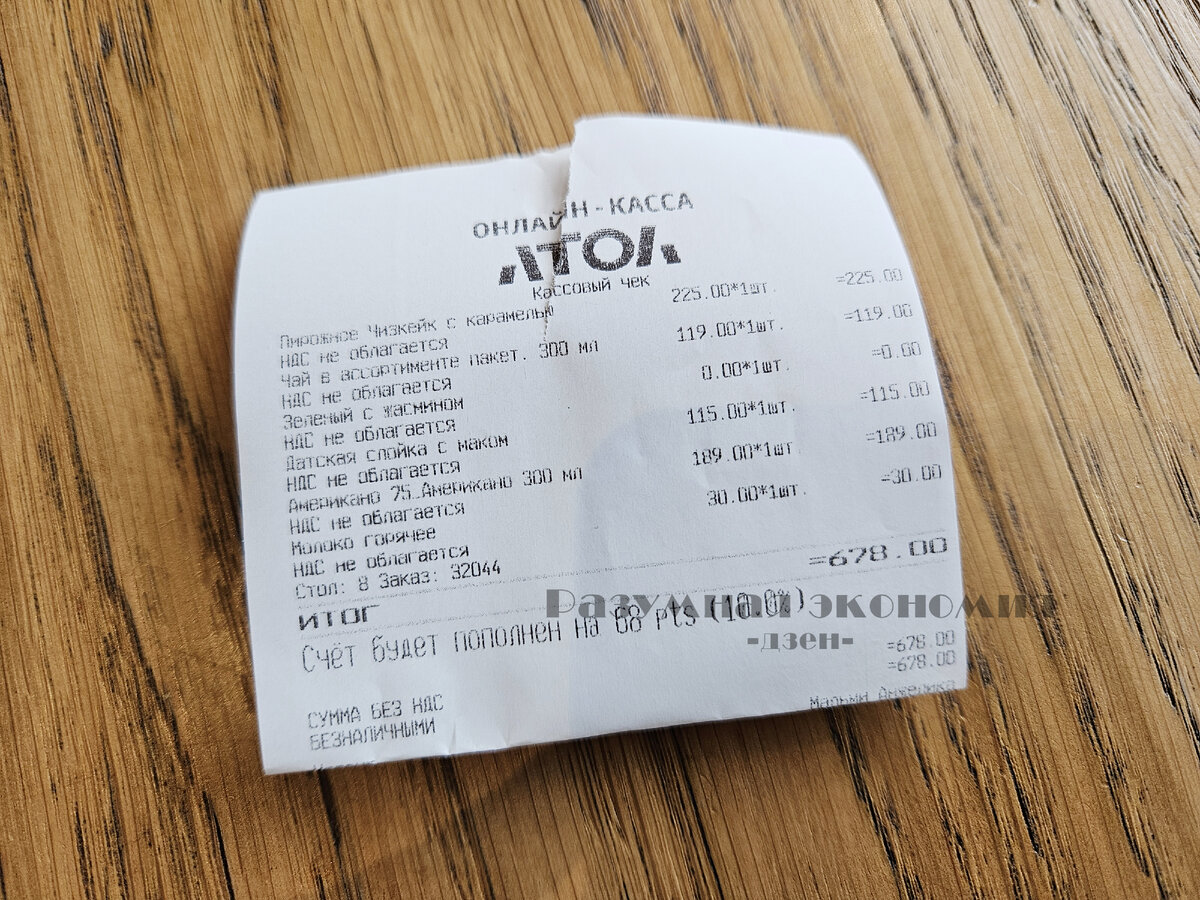 ОНЛАЙН-КАССА
АТОЛ
Кассовый чек
Пирожное Чизкейк с карамелью 225.00*1шт. =225.00
НДС не облагается
Чай в ассортименте пакет. 300 мл 119.00*1шт. =119.00
НДС не облагается
Зеленый с жасмином 0.00*1шт. =0.00
НДС не облагается
Датская слойка с маком 115.00*1шт. =115.00
НДС не облагается
Американо 75_Американо 300 мл 189.00*1шт. =189.00
НДС не облагается
Молоко горячее 30.00*1шт. =30.00
НДС не облагается
Стол: 8 Заказ: 32044
ИТОГ =678.00
Счёт будет пополнен на 68 pts (10.0%)
Разумная экономия
-дзен-
СУММА БЕЗ НДС =678.00
БЕЗНАЛИЧНЫМИ =678.00